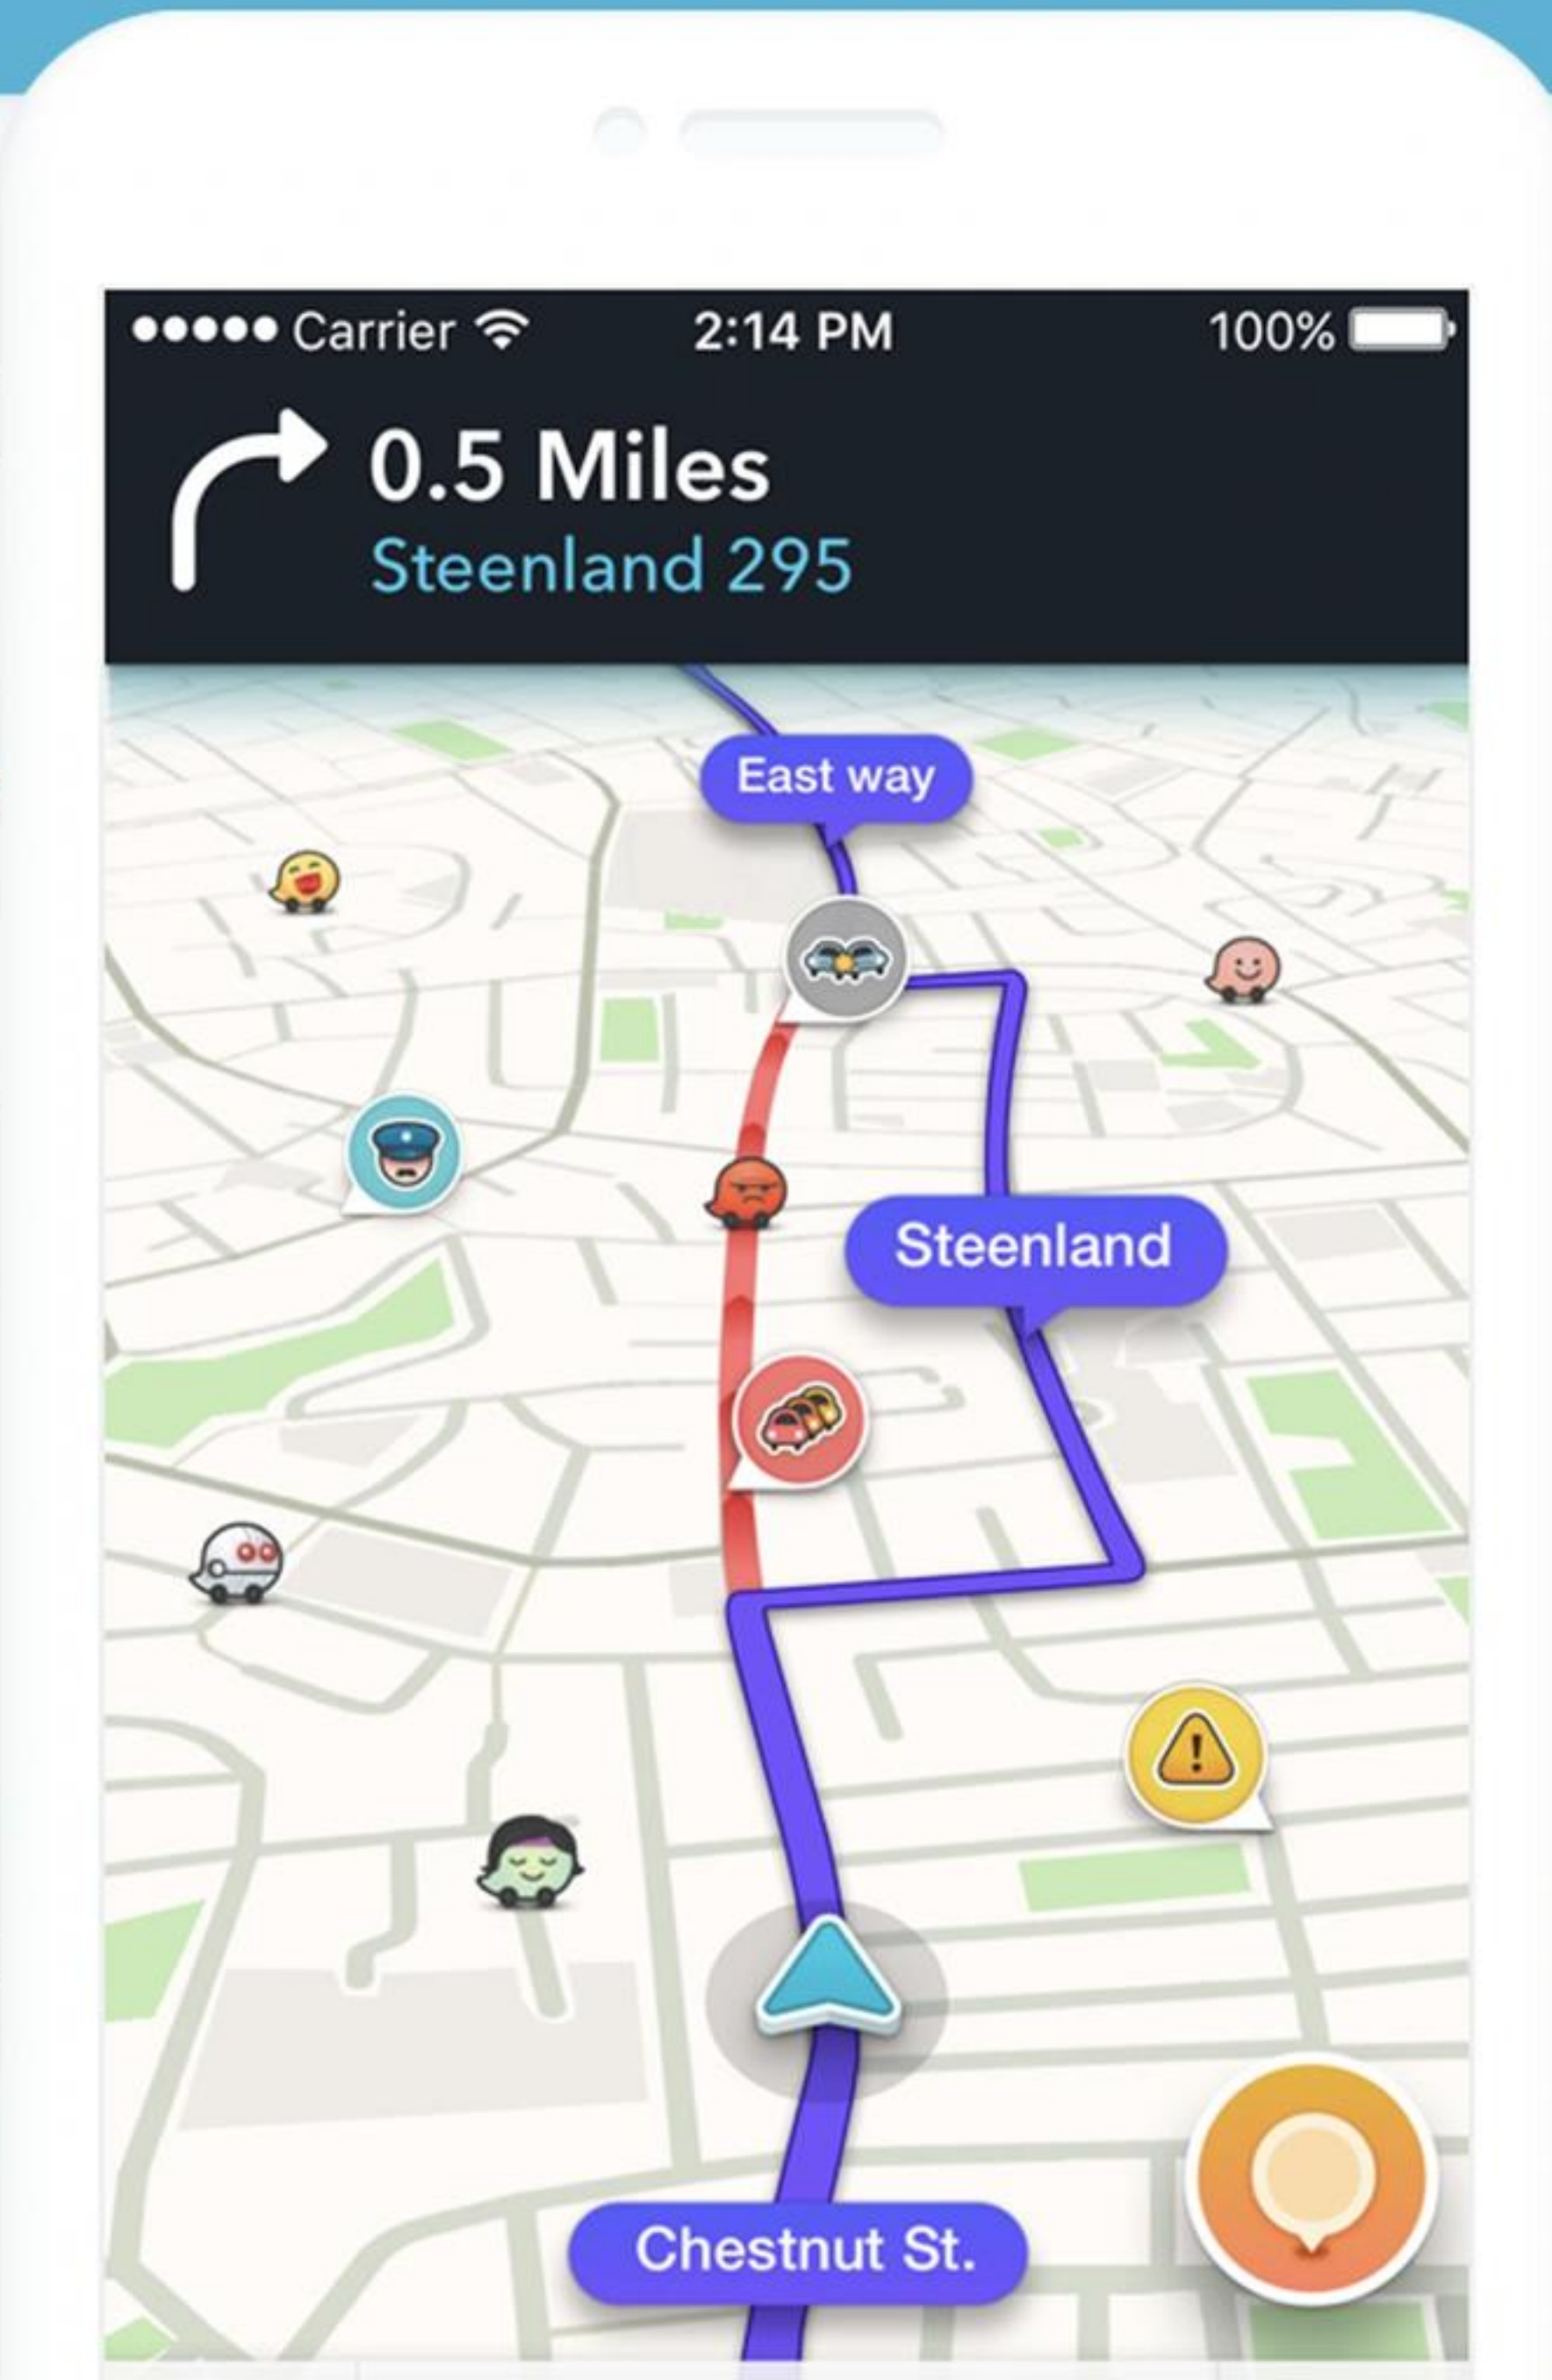 Carrier 2:14 PM 100%
0.5 Miles
Steenland 295
East way
Steenland
!
Chestnut St.